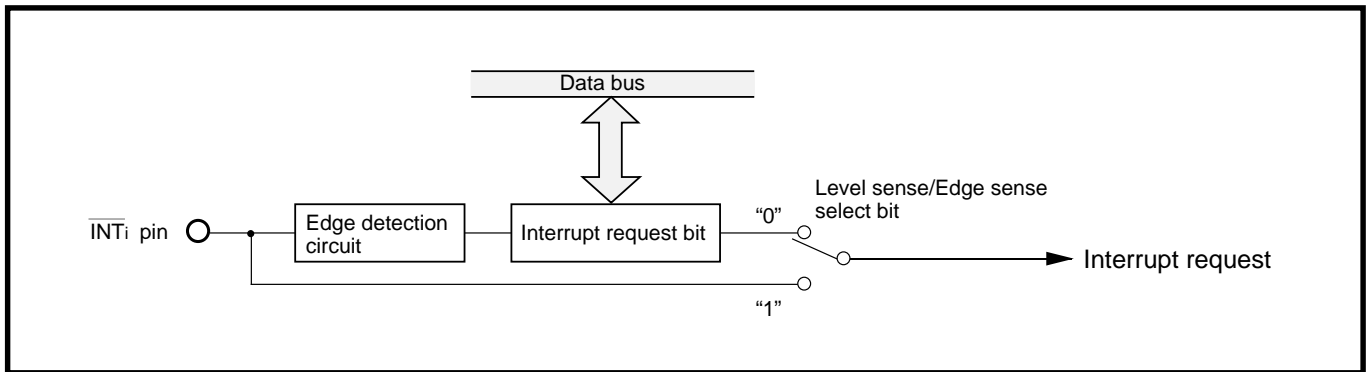 Data bus
Level sense/Edge sense
select bit
INTi pin
Edge detection
circuit
Interrupt request bit
“0”
Interrupt request
“1”